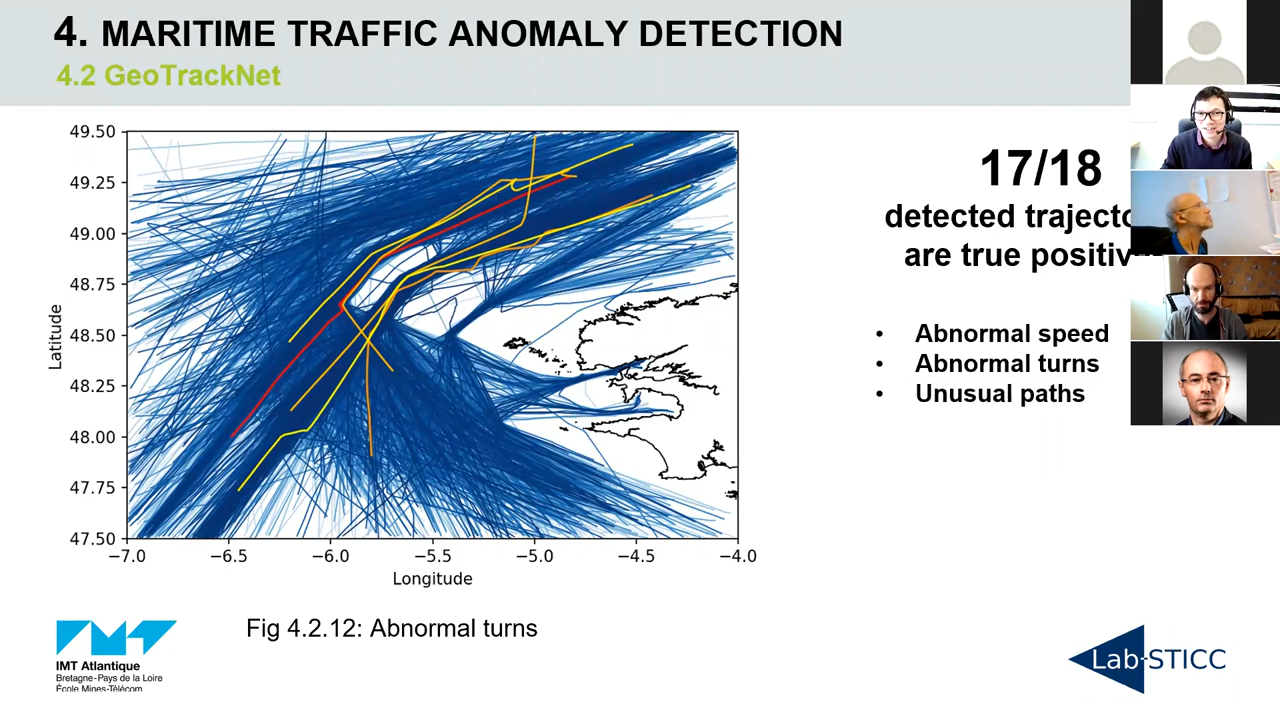 4. MARITIME TRAFFIC ANOMALY DETECTION
4.2 GeoTrackNet
49.50
49.25
49.00
48.75
48.50
48.25
48.00
47.75
47.50
Latitude
−7.0 −6.5 −6.0 −5.5 −5.0 −4.5 −4.0
Longitude
Fig 4.2.12: Abnormal turns
17/18
detected
are true
• Abnormal speed
• Abnormal turns
• Unusual paths
IMT Atlantique
Bretagne-Pays de la Loire
École Mines-Télécom
Lab-STICC